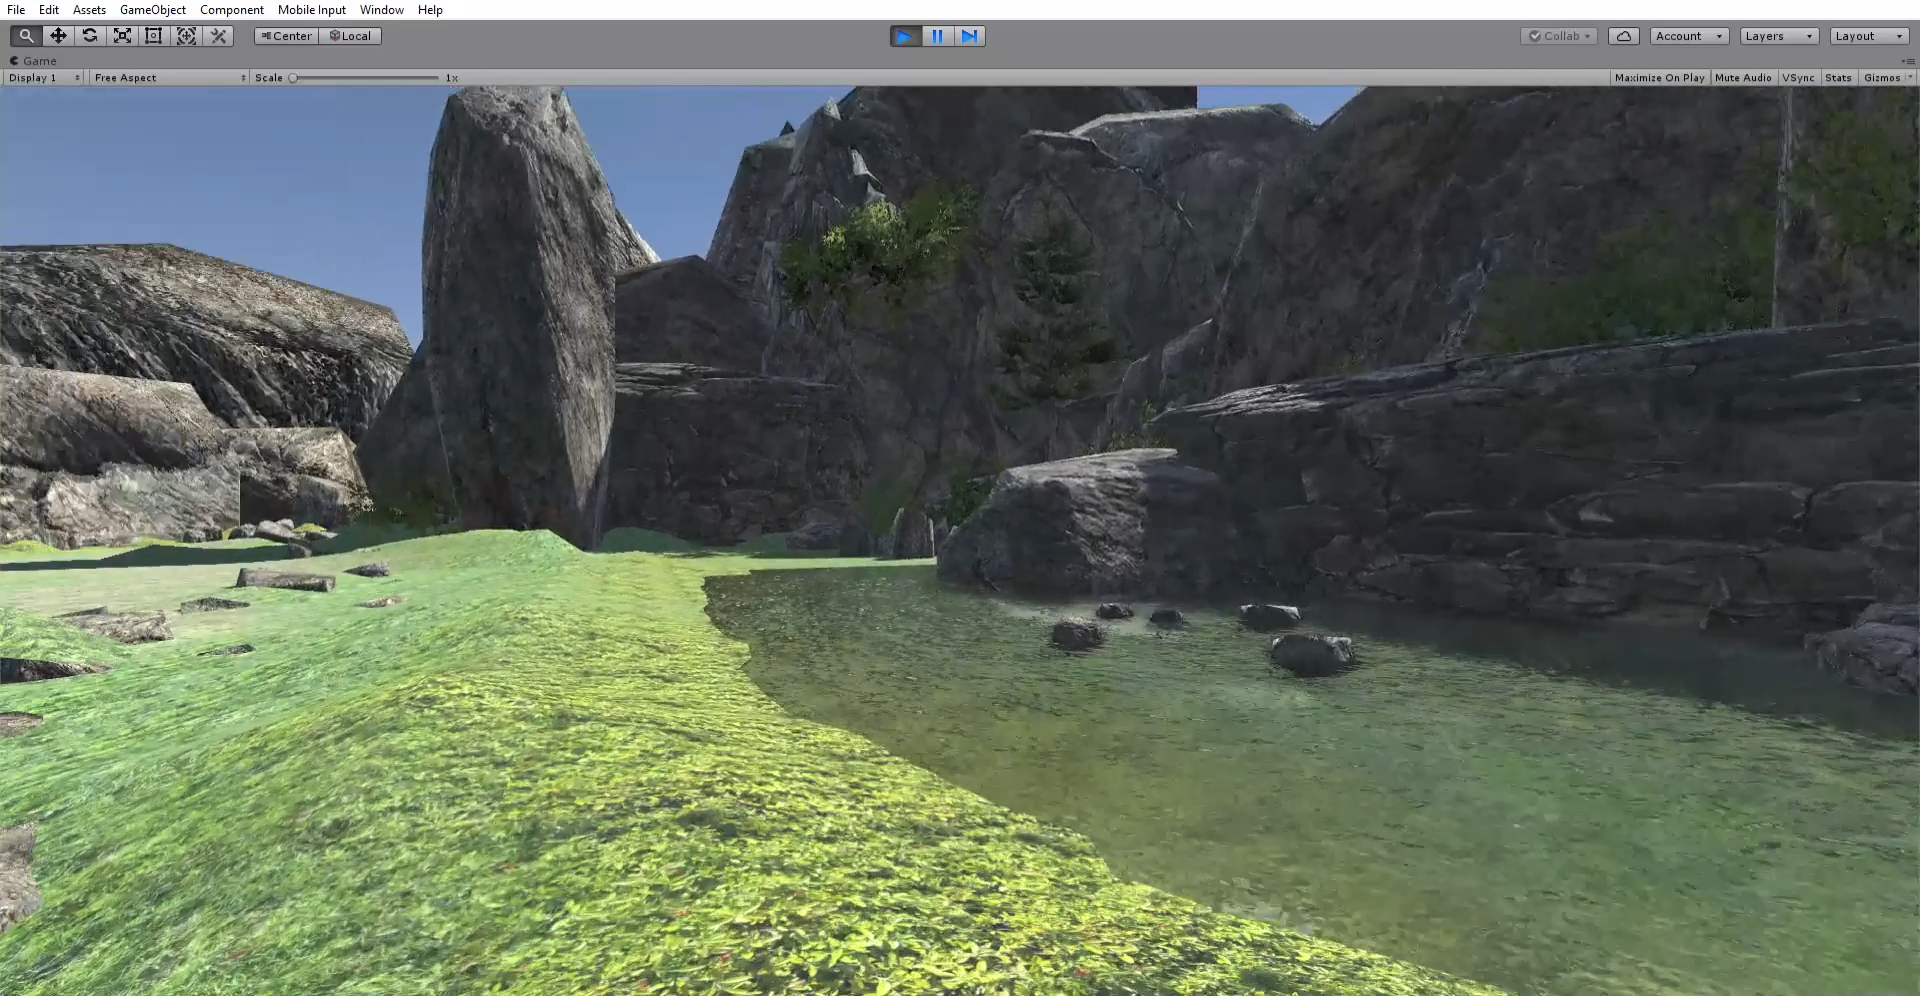 File Edit Assets GameObject Component Mobile Input Window Help
Center Local Collab Account Layers Layout
Game
Display 1 Free Aspect Scale 1x Maximize On Play Mute Audio VSync Stats Gizmos